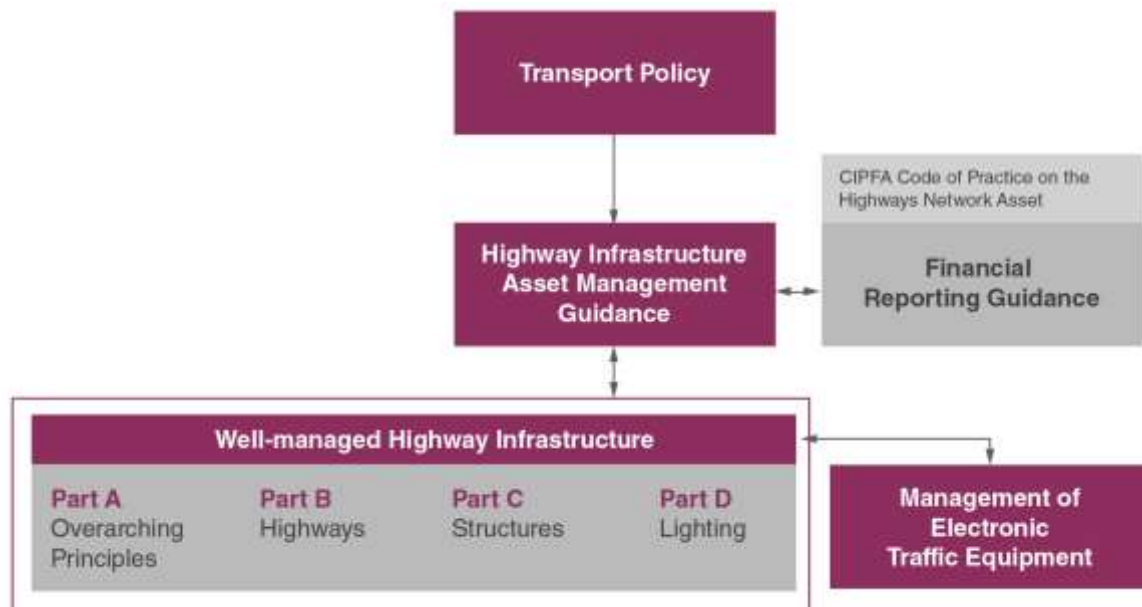 Transport Policy
CIPFA Code of Practice on the
Highways Network Asset
Highway Infrastructure
Asset Management
Guidance
Financial
Reporting Guidance
Well-managed Highway Infrastructure
Part A
Overarching
Principles
Part B
Highways
Part C
Structures
Part D
Lighting
Management of
Electronic
Traffic Equipment